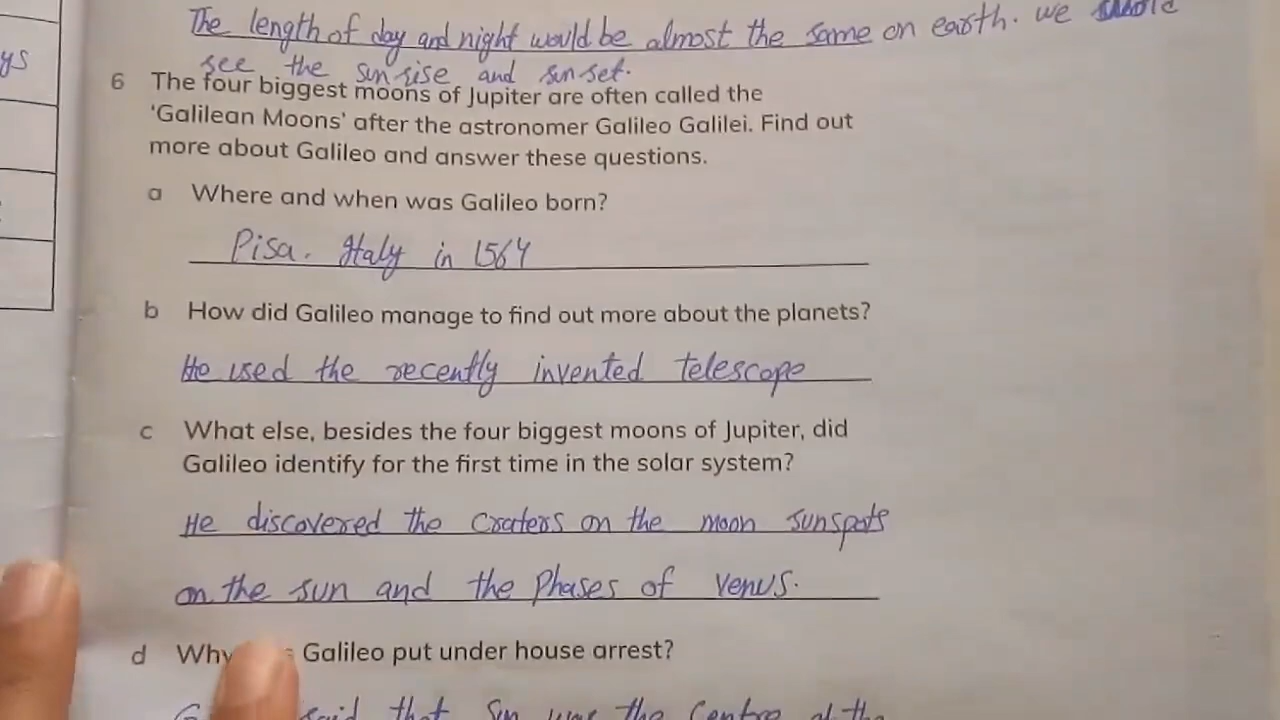 The length of day and night would be almost the same on earth. we
ys
see the sun rise and sun set.
6 The four biggest moons of Jupiter are often called the
'Galilean Moons' after the astronomer Galileo Galilei. Find out
more about Galileo and answer these questions.
a Where and when was Galileo born?
Pisa. Italy in 1564
b How did Galileo manage to find out more about the planets?
He used the recently invented telescope
c What else, besides the four biggest moons of Jupiter, did
Galileo identify for the first time in the solar system?
He discovered the craters on the moon sunspots
on the sun and the Phases of venus.
d Why Galileo put under house arrest?
said that Sun was the Centre of the